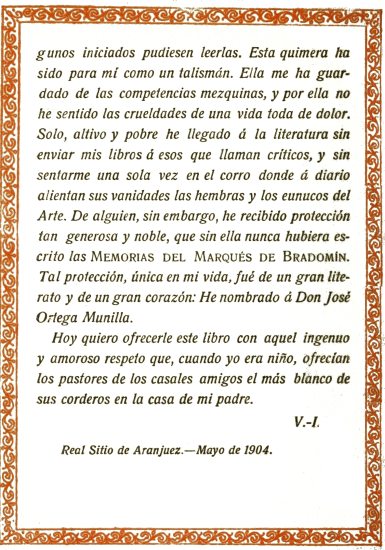 gunos iniciados pudiesen leerlas. Esta quimera ha
sido para mí como un talismán. Ella me ha guar-
dado de las competencias mezquinas, y por ella no
he sentido las crueldades de una vida toda de dolor.
Solo, altivo y pobre he llegado á la literatura sin
enviar mis libros á esos que llaman críticos, y sin
sentarme una sola vez en el corro donde á diario
alientan sus vanidades las hembras y los eunucos del
Arte. De alguien, sin embargo, he recibido protección
tan generosa y noble, que sin ella nunca hubiera es-
crito las MEMORIAS DEL MARQUÉS DE BRADOMÍN.
Tal protección, única en mi vida, fué de un gran lite-
rato y de un gran corazón: He nombrado á Don José
Ortega Munilla.
Hoy quiero ofrecerle este libro con aquel ingenuo
y amoroso respeto que, cuando yo era niño, ofrecían
los pastores de los casales amigos el más blanco de
sus corderos en la casa de mi padre.
V.-I.
Real Sitio de Aranjuez.—Mayo de 1904.